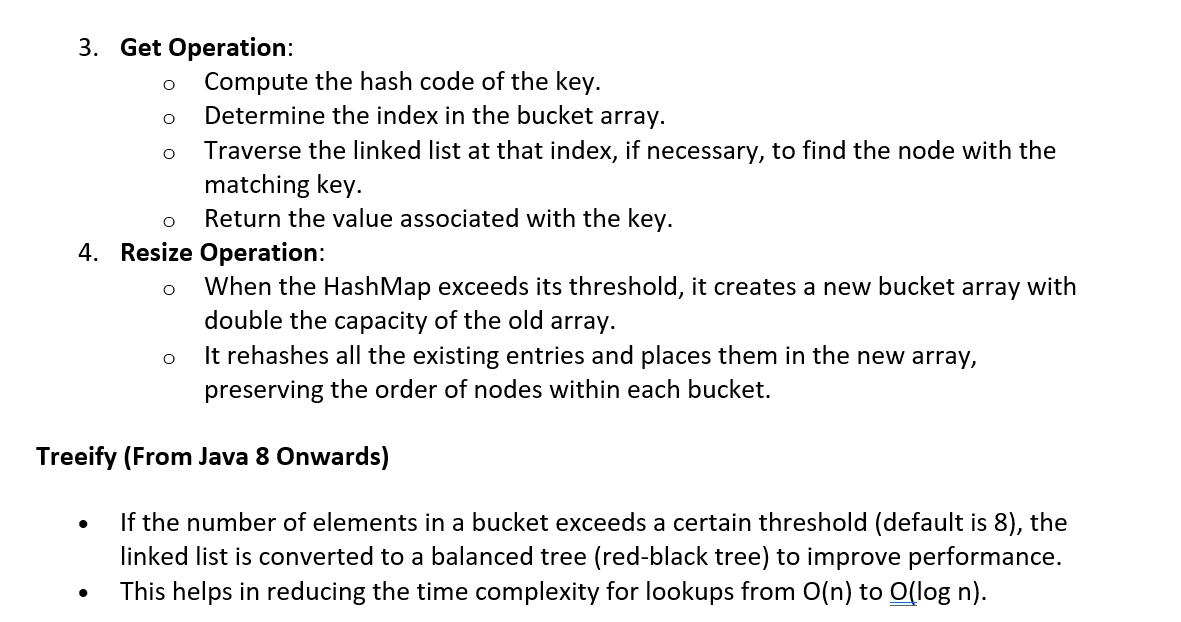 3. Get Operation:
o Compute the hash code of the key.
o Determine the index in the bucket array.
o Traverse the linked list at that index, if necessary, to find the node with the
matching key.
o Return the value associated with the key.
4. Resize Operation:
o When the HashMap exceeds its threshold, it creates a new bucket array with
double the capacity of the old array.
o It rehashes all the existing entries and places them in the new array,
preserving the order of nodes within each bucket.
Treeify (From Java 8 Onwards)
• If the number of elements in a bucket exceeds a certain threshold (default is 8), the
linked list is converted to a balanced tree (red-black tree) to improve performance.
• This helps in reducing the time complexity for lookups from O(n) to O(log n).